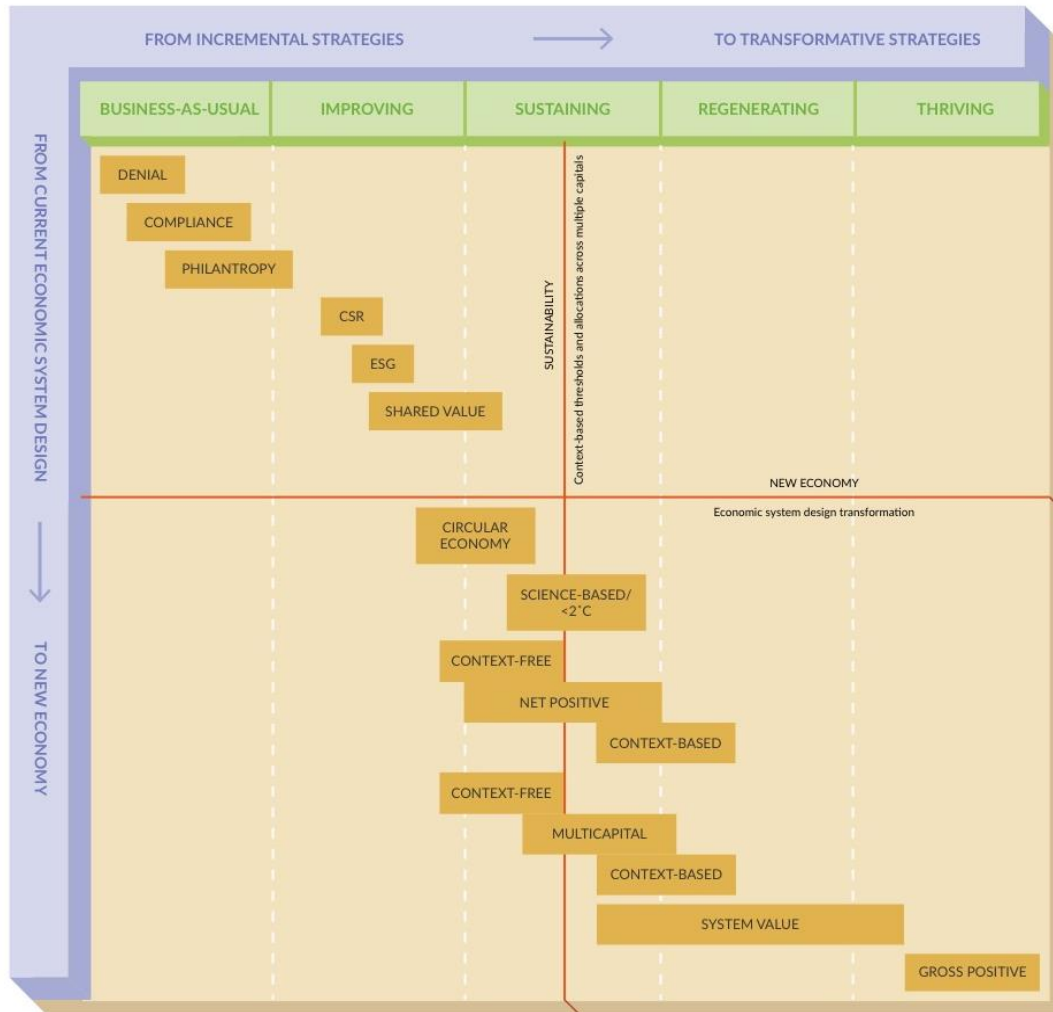 FROM INCREMENTAL STRATEGIES
TO TRANSFORMATIVE STRATEGIES
BUSINESS-AS-USUAL
IMPROVING
SUSTAINING
REGENERATING
THRIVING
FROM CURRENT ECONOMIC SYSTEM DESIGN
TO NEW ECONOMY
DENIAL
COMPLIANCE
PHILANTROPY
CSR
ESG
SHARED VALUE
SUSTAINABILITY
Context-based thresholds and allocations across multiple capitals
NEW ECONOMY
Economic system design transformation
CIRCULAR
ECONOMY
SCIENCE-BASED/
<2˚C
CONTEXT-FREE
NET POSITIVE
CONTEXT-BASED
CONTEXT-FREE
MULTICAPITAL
CONTEXT-BASED
SYSTEM VALUE
GROSS POSITIVE